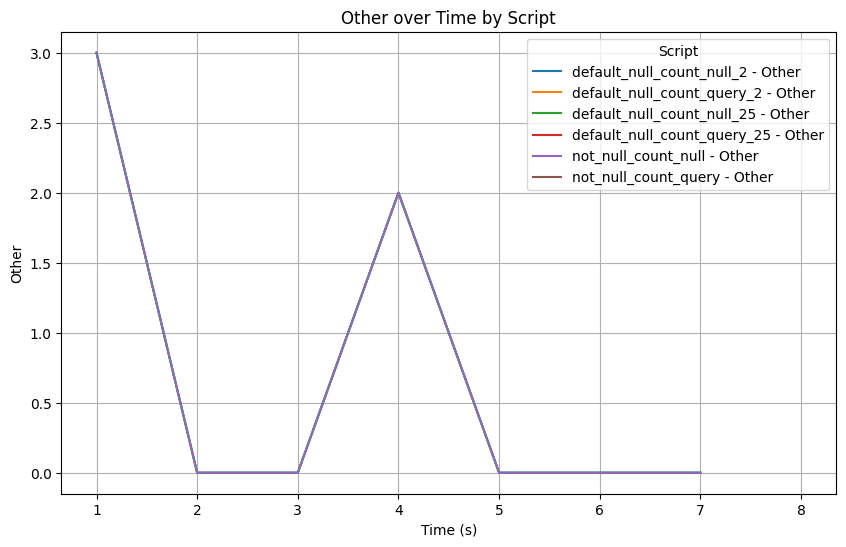 Other over Time by Script
Script
default_null_count_null_2 - Other
default_null_count_query_2 - Other
default_null_count_null_25 - Other
default_null_count_query_25 - Other
not_null_count_null - Other
not_null_count_query - Other
Other
3.0
2.5
2.0
1.5
1.0
0.5
0.0
1 2 3 4 5 6 7 8
Time (s)